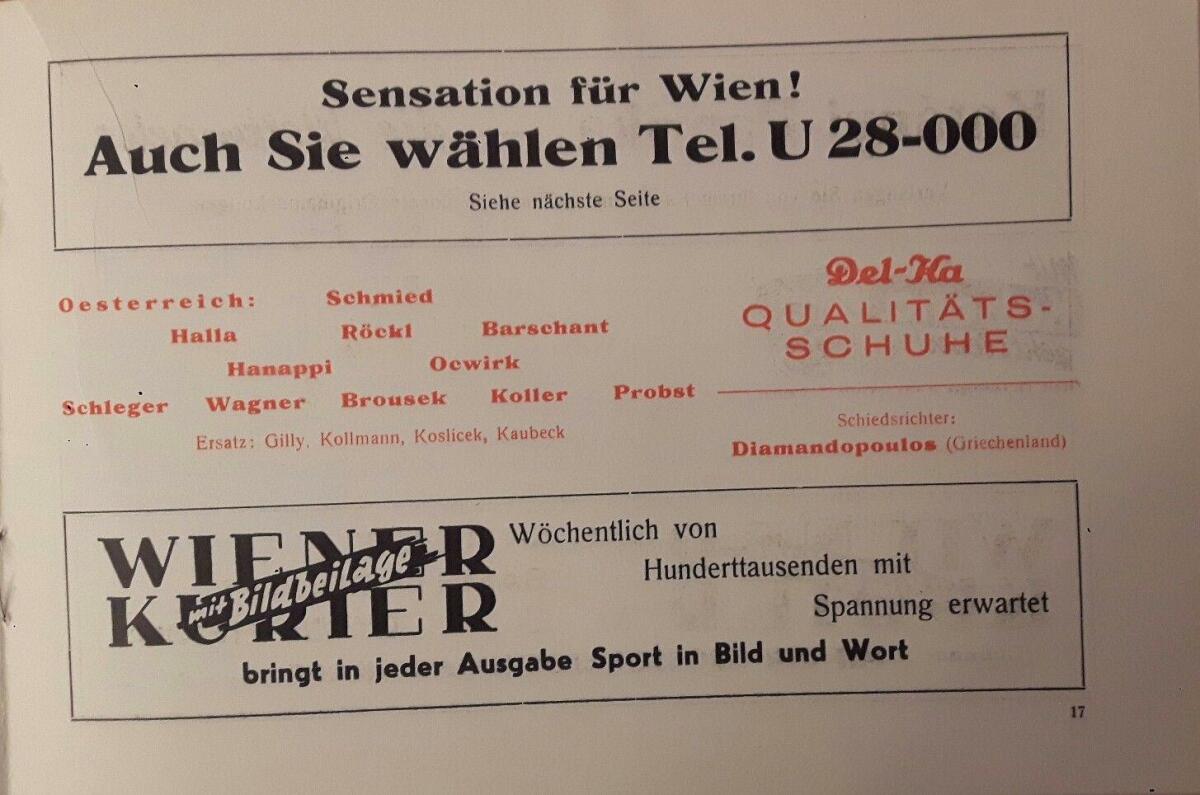 Sensation für Wien!
Auch Sie wählen Tel. U 28-000
Siehe nächste Seite
Oesterreich: Schmied
Halla Röckl Barschant
Hanappi Ocwirk
Schleger Wagner Brousek Koller Probst
Ersatz: Gilly, Kollmann, Koslicek, Kaubeck
Del-Ka
QUALITÄTS-
SCHUHE
Schiedsrichter:
Diamandopoulos (Griechenland)
WIENER
mit Bildbeilage
KURIER
Wöchentlich von
Hunderttausenden mit
Spannung erwartet
bringt in jeder Ausgabe Sport in Bild und Wort
17